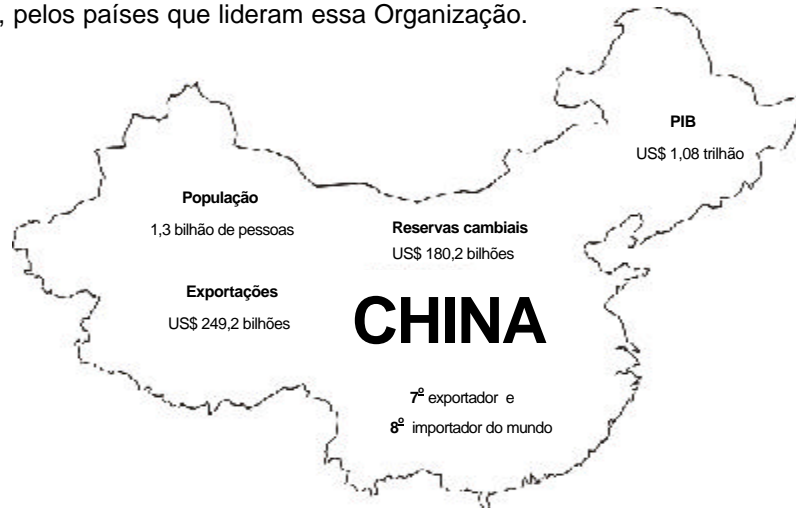 , pelos países que lideram essa Organização.
PIB
US$ 1,08 trilhão
População
1,3 bilhão de pessoas
Reservas cambiais
US$ 180,2 bilhões
Exportações
US$ 249,2 bilhões
CHINA
7º exportador e
8º importador do mundo